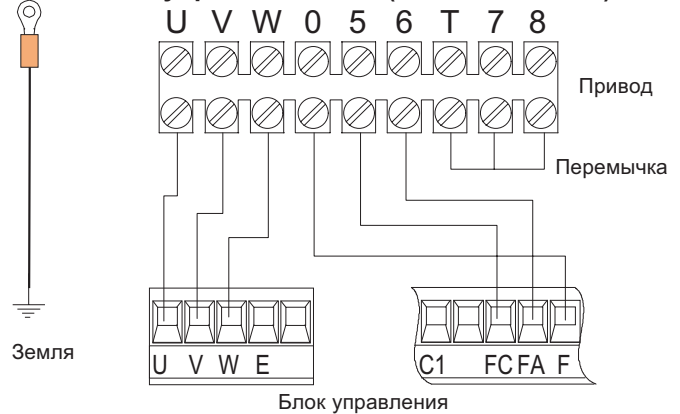 U V W 0 5 6 T 7 8
Привод
Перемычка
Земля
U V W E
C1 FC FA F
Блок управления